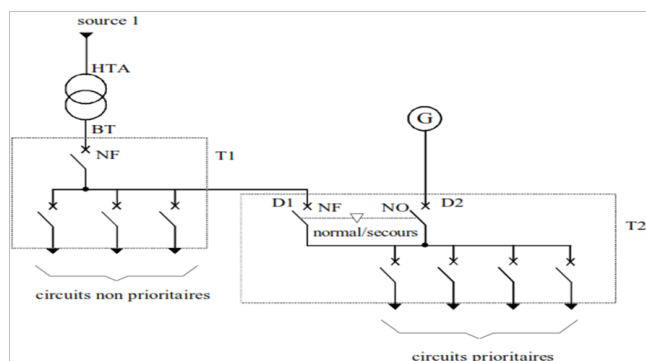 source 1
HTA
BT
NF
T1
G
D1
NF
NO
D2
T2
normal/secours
circuits non prioritaires
circuits prioritaires